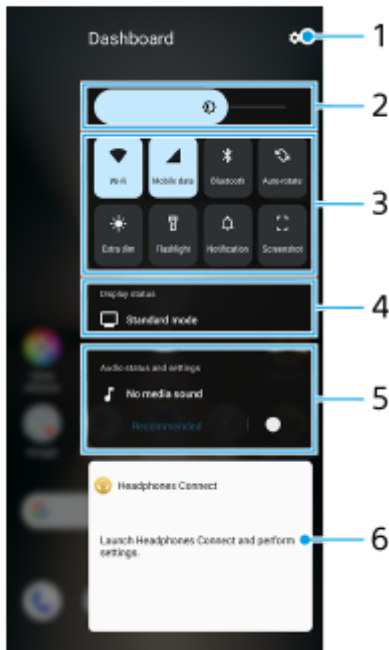 Dashboard
1
2
Wi-Fi
Mobile data
Bluetooth
Auto-rotate
3
Extra dim
Flashlight
Notification
Screenshot
Display status
4
Standard mode
Audio status and settings
No media sound
5
Recommended
Headphones Connect
Launch Headphones Connect and perform
6
settings.